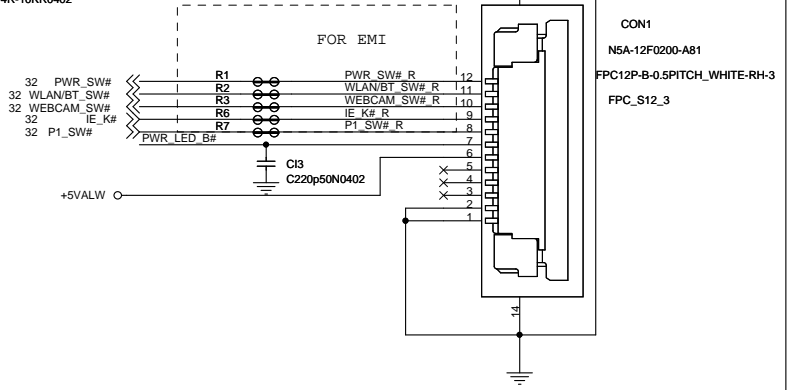 CON1
FOR EMI
N5A-12F0200-A81
FPC12P-B-0.5PITCH_WHITE-RH-3
FPC_S12_3
32 PWR_SW# R1 PWR_SW#_R 12
32 WLAN/BT_SW# R2 WLAN/BT_SW#_R 11
32 WEBCAM_SW# R3 WEBCAM_SW#_R 10
32 IE_K# R6 IE_K#_R 9
32 P1_SW# R7 P1_SW#_R 8
PWR_LED_B# 7
6
CI3 5
C220p50N0402 4
+5VALW 3
2
1
14